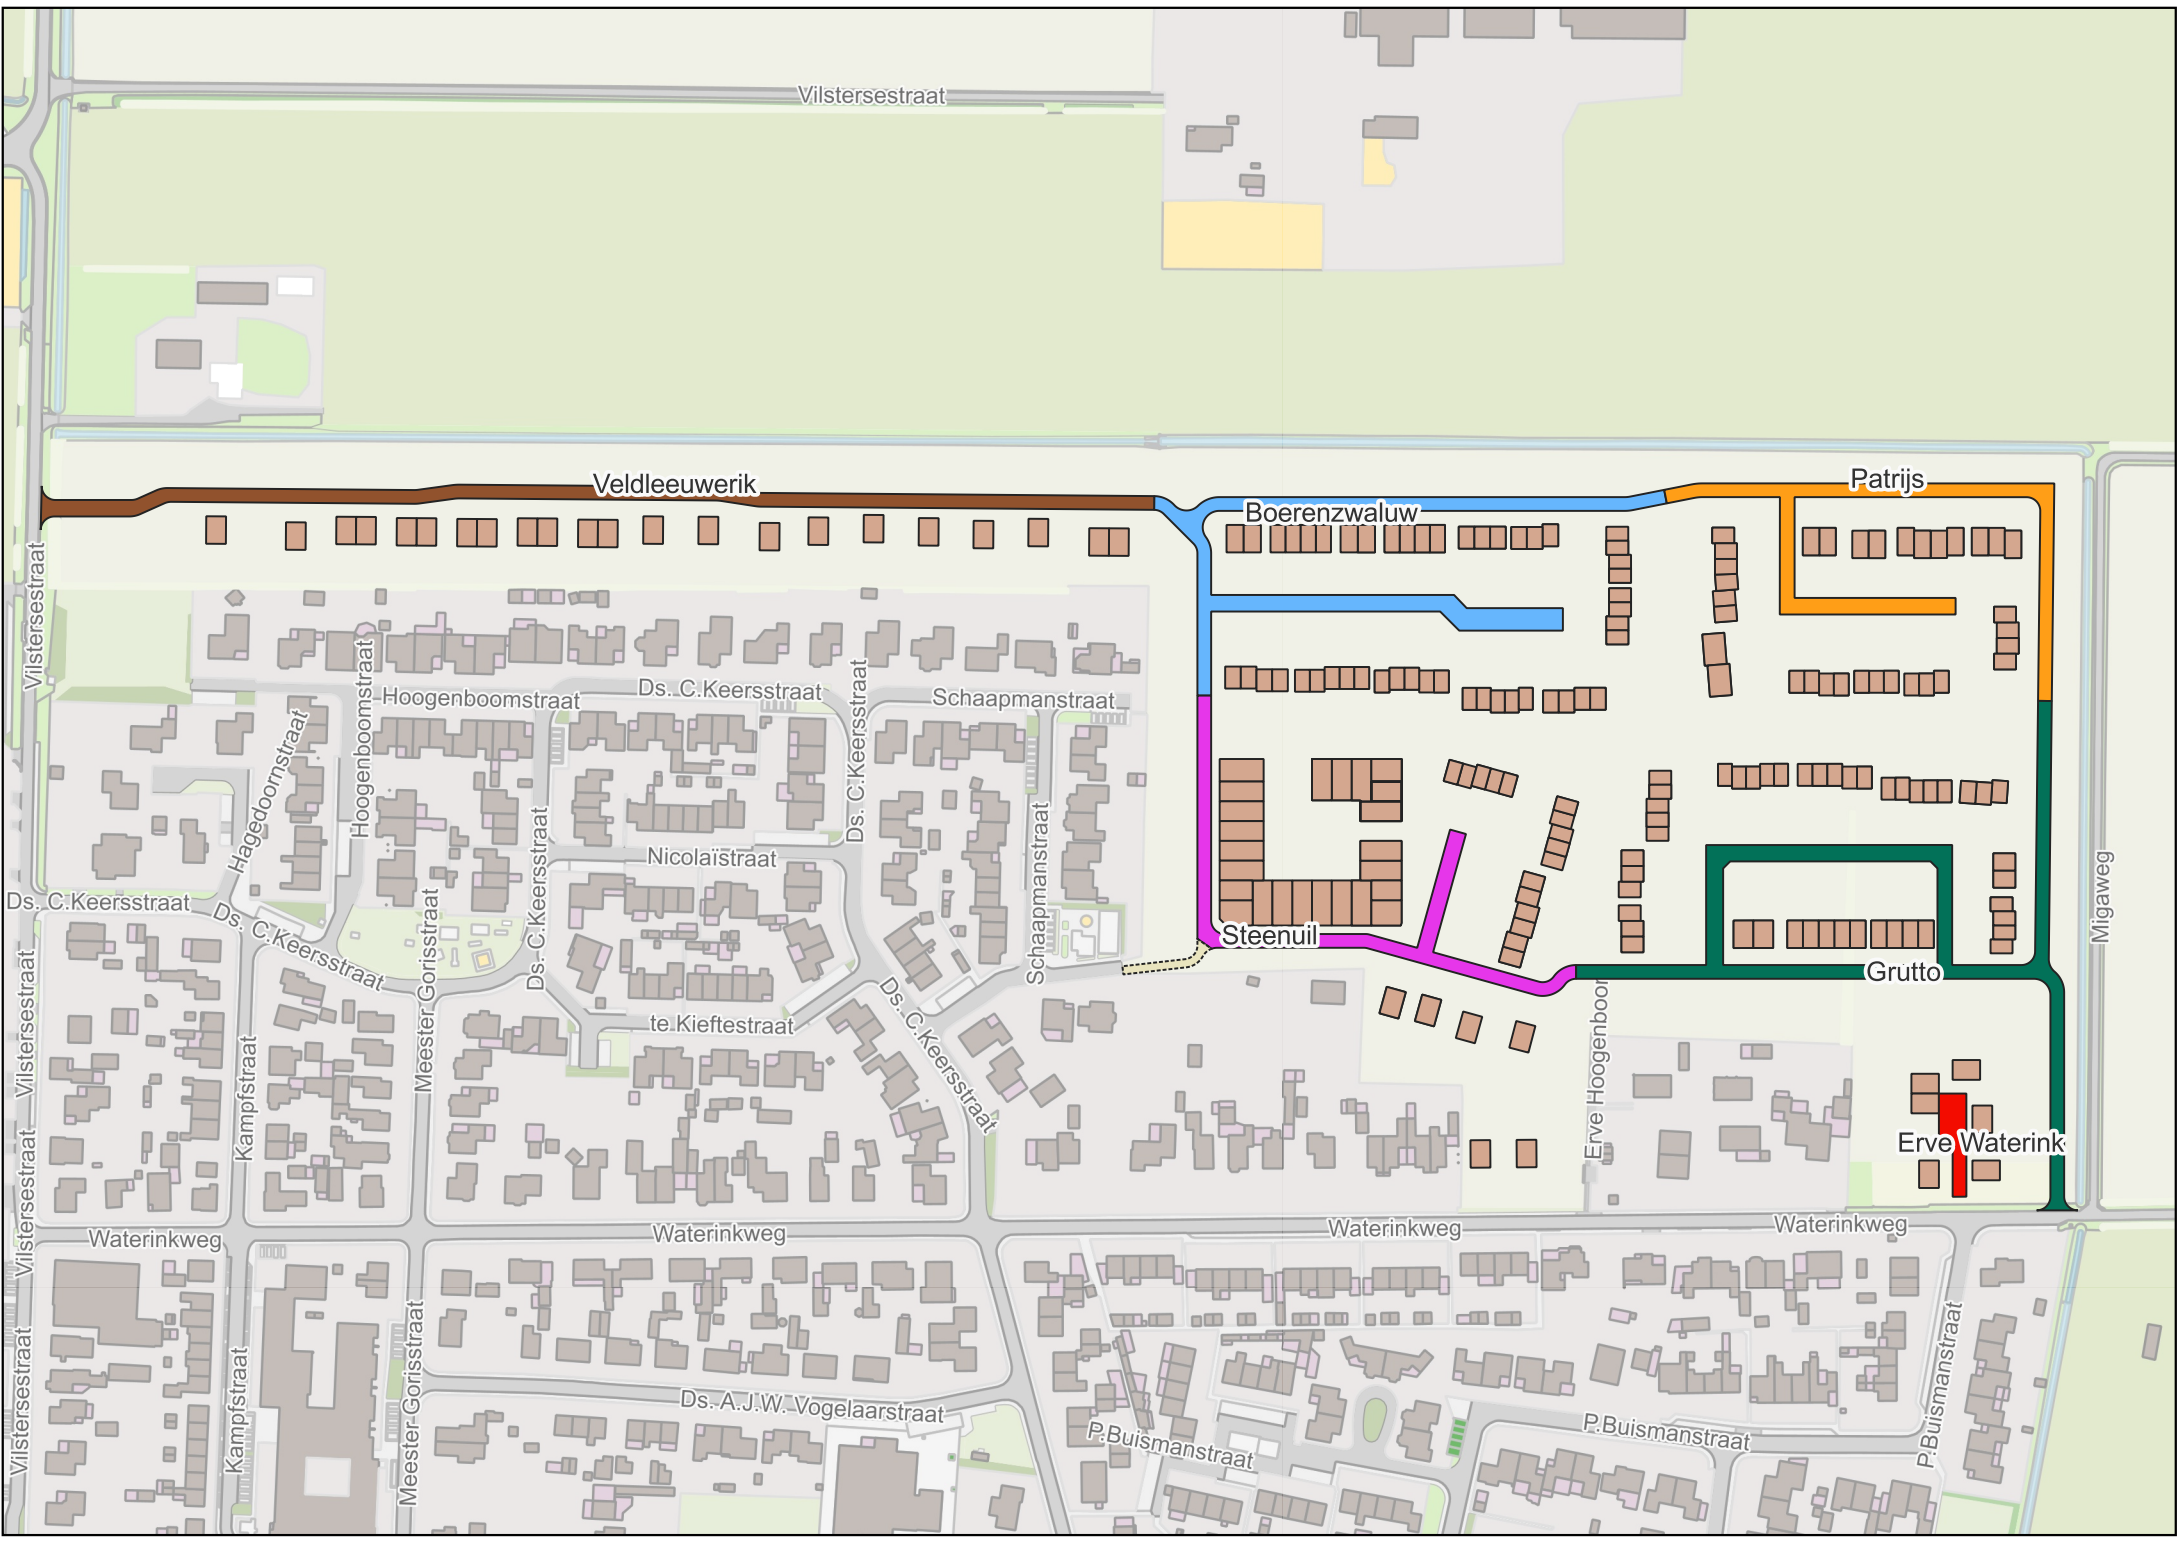 Vilstersestraat
Veldleeuwerik
Patrijs
Boerenzwaluw
Vilstersestraat
Hoogenboomstraat
Hoogenboomstraat
Ds. C.Keersstraat
Ds. C.Keersstraat
Schaapmanstraat
Hagedoornstraat
Nicolaïstraat
Ds. C.Keersstraat
Schaapmanstraat
Migaweg
Ds. C.Keersstraat
Ds. C.Keersstraat
Meester Gorisstraat
Steenuil
Grutto
Vilstersestraat
Kampfstraat
te Kieftestraat
Ds. C.Keersstraat
Erve Hoogenboom
Erve Waterink
Vilstersestraat
Waterinkweg
Waterinkweg
Waterinkweg
Waterinkweg
Vilstersestraat
Kampfstraat
Meester Gorisstraat
Ds. A.J.W. Vogelaarstraat
P.Buismanstraat
P.Buismanstraat
P.Buismanstraat